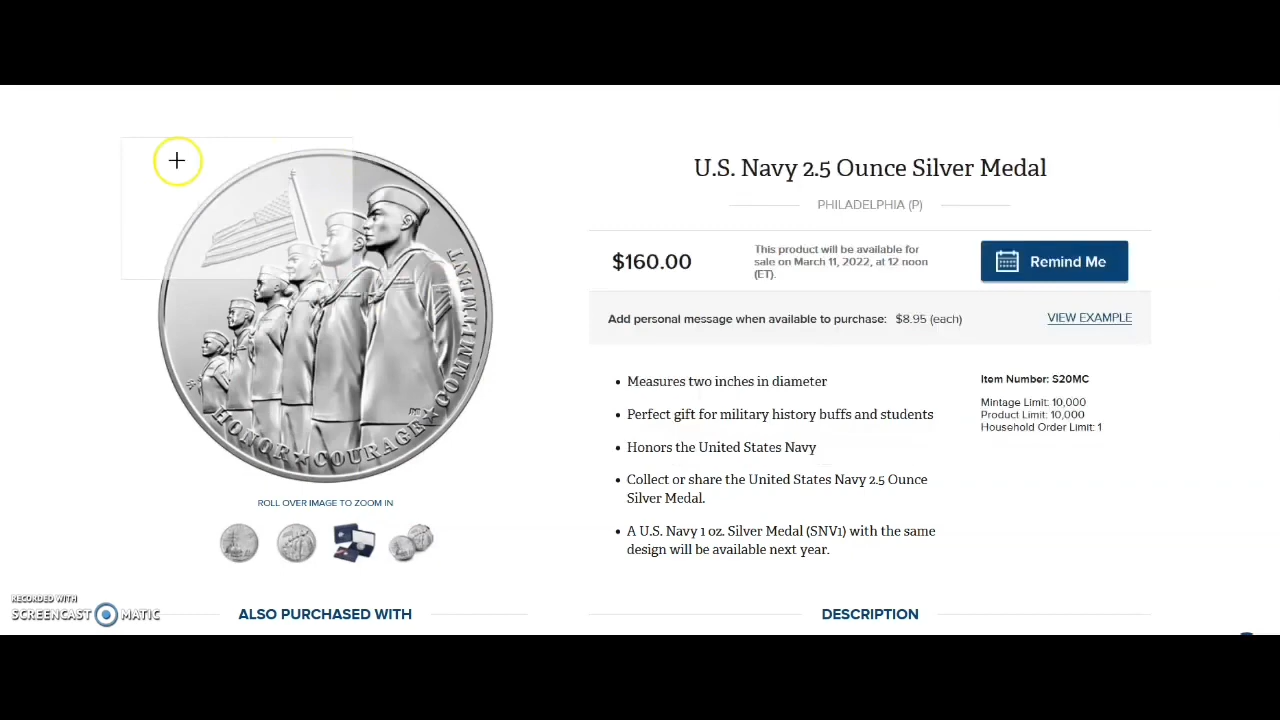 U.S. Navy 2.5 Ounce Silver Medal
PHILADELPHIA (P)
$160.00
This product will be available for
sale on March 11, 2022, at 12 noon
(ET).
Remind Me
Add personal message when available to purchase: $8.95 (each)
VIEW EXAMPLE
Measures two inches in diameter
Perfect gift for military history buffs and students
Honors the United States Navy
Collect or share the United States Navy 2.5 Ounce
Silver Medal.
A U.S. Navy 1 oz. Silver Medal (SNV1) with the same
design will be available next year.
Item Number: S20MC
Mintage Limit: 10,000
Product Limit: 10,000
Household Order Limit: 1
HONOR★COURAGE★COMMITMENT
ROLL OVER IMAGE TO ZOOM IN
RECORDED WITH
SCREENCAST MATIC
ALSO PURCHASED WITH
DESCRIPTION